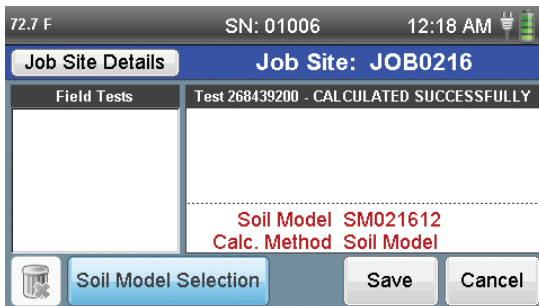 72.7 F SN: 01006 12:18 AM
Job Site Details Job Site: JOB0216
Field Tests Test 268439200 - CALCULATED SUCCESSFULLY
Soil Model SM021612
Calc. Method Soil Model
Soil Model Selection Save Cancel